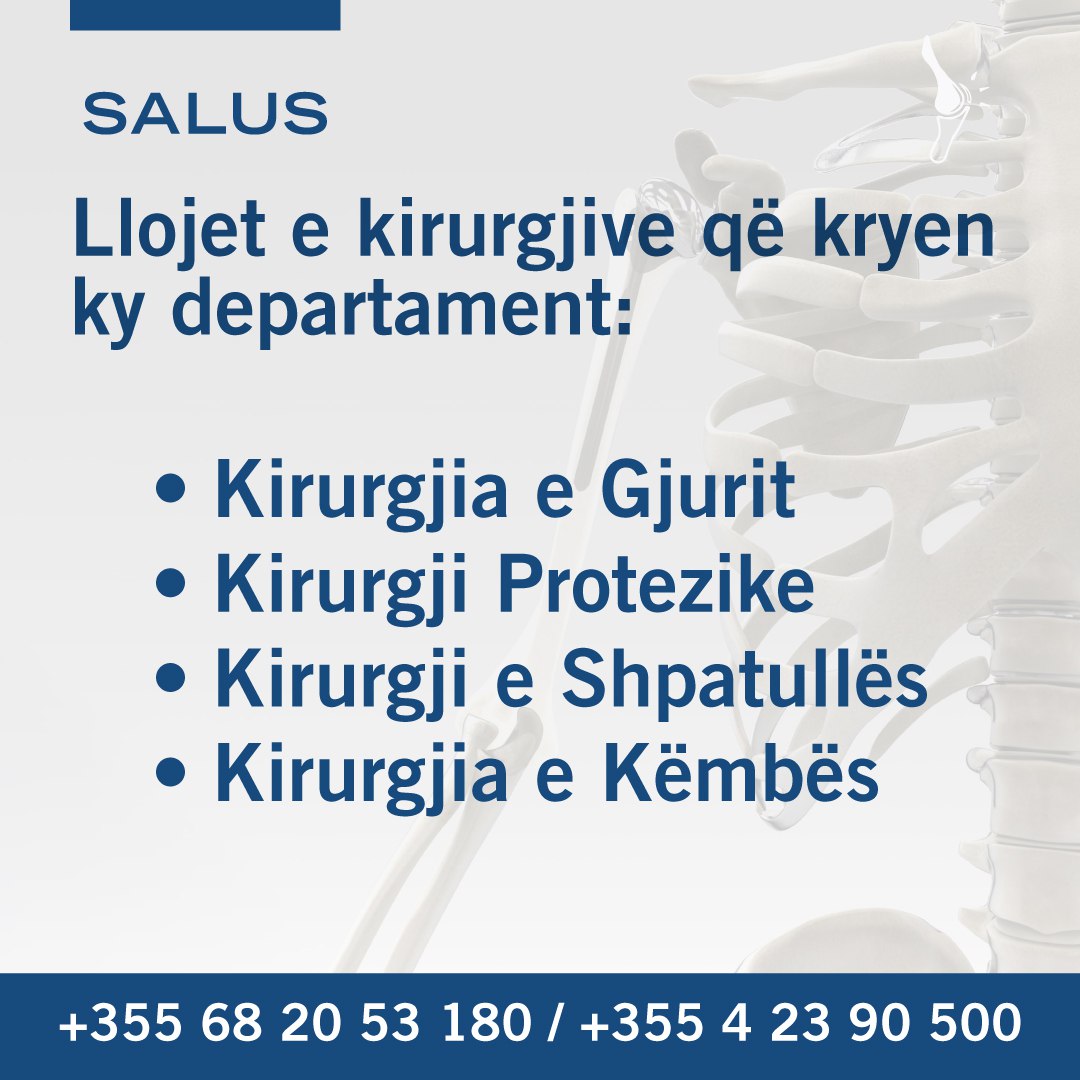 SALUS
Llojet e kirurgjive që kryen
ky departament:
• Kirurgjia e Gjurit
• Kirurgji Protezike
• Kirurgji e Shpatullës
• Kirurgjia e Këmbës
+355 68 20 53 180 / +355 4 23 90 500